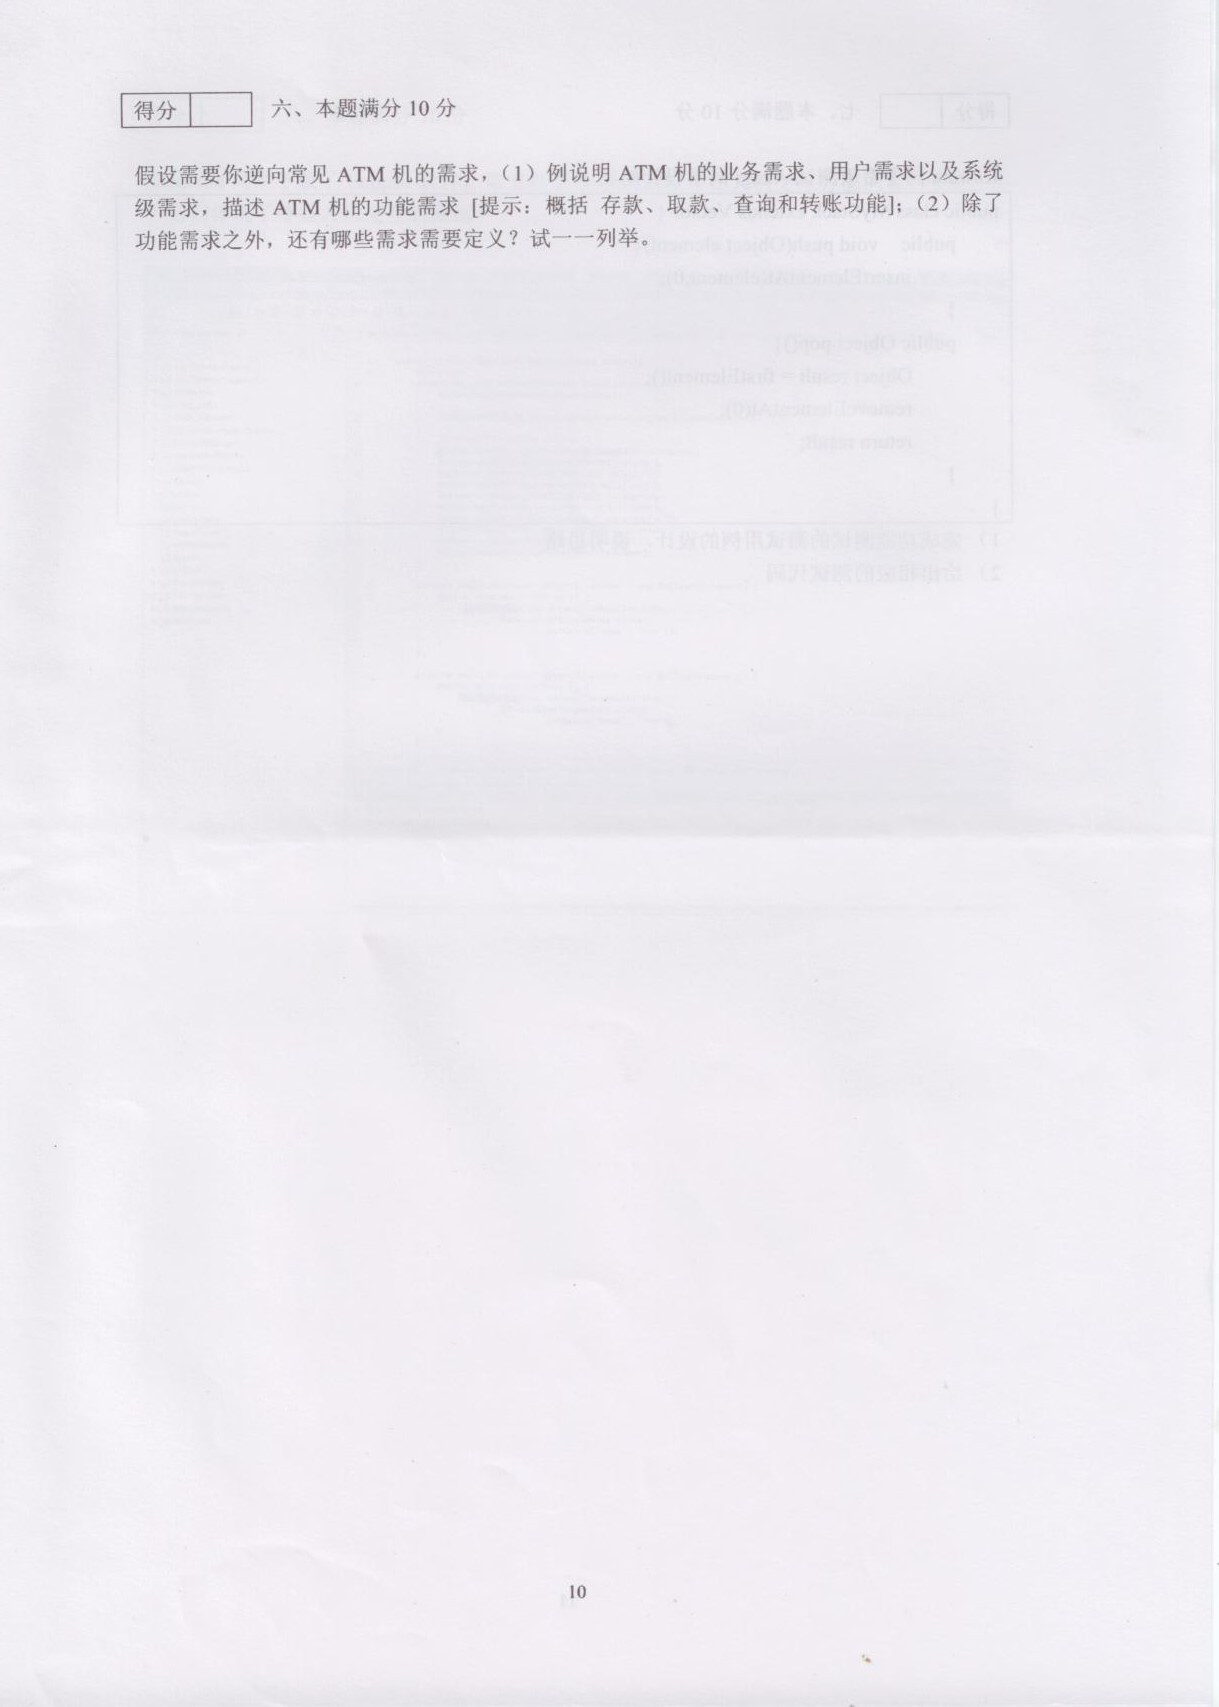 得分 六、本题满分 10 分
假设需要你逆向常见 ATM 机的需求，（1）例说明 ATM 机的业务需求、用户需求以及系统
级需求，描述 ATM 机的功能需求 [提示：概括 存款、取款、查询和转账功能]；（2）除了
功能需求之外，还有哪些需求需要定义？试一一列举。
10